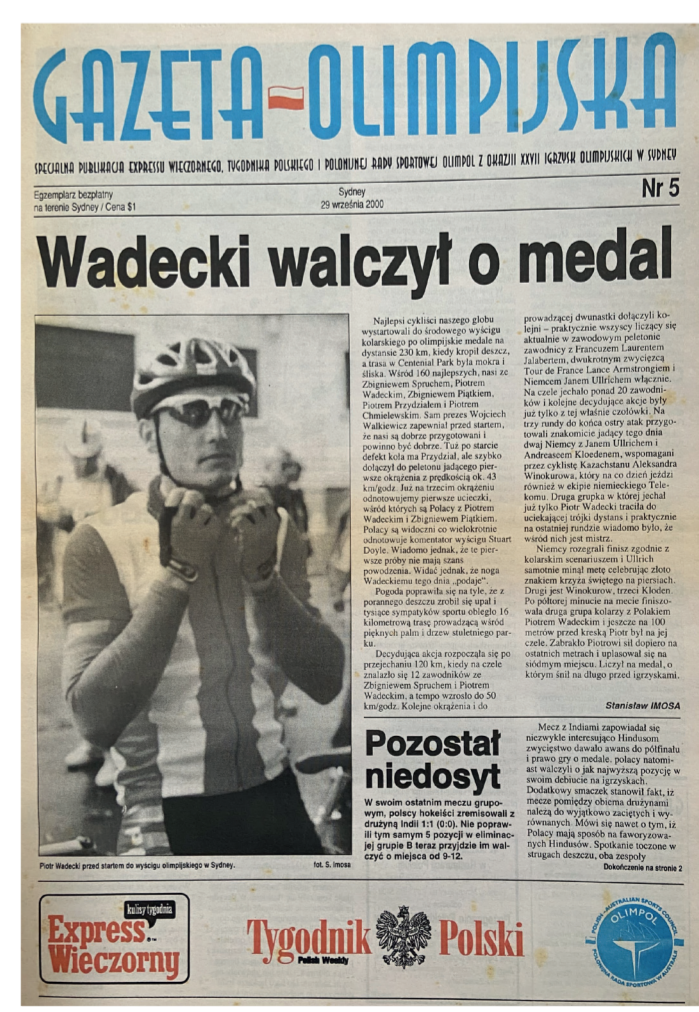 GAZETA OLIMPIJSKA
SPECJALNA PUBLIKACJA EXPRESSU WIECZORNEGO, TYGODNIKA POLSKIEGO I POLONIJNEJ RADY SPORTOWEJ OLIMPOL Z OKAZJII XXVII IGRZYSK OLIMPIJSKICH W SYDNEY
Egzemplarz bezpłatny
na terenie Sydney / Cena $1
Sydney
29 września 2000
Nr 5
Wadecki walczył o medal
Najlepsi cykliści naszego globu
wystartowali do środowego wyścigu
kolarskiego po olimpijskie medale na
dystansie 230 km, kiedy kropił deszcz,
a trasa w Centenial Park była mokra i
śliska. Wśród 160 najlepszych, nasi ze
Zbigniewem Spruchem, Piotrem
Wadeckim, Zbigniewem Piątkiem,
Piotrem Przydziałem i Piotrem
Chmielewskim. Sam prezes Wojciech
Walkiewicz zapewniał przed startem,
że nasi są dobrze przygotowani i
powinno być dobrze. Tuż po starcie
defekt koła ma Przydział, ale szybko
dołączył do peletonu jadącego pier-
wsze okrążenia z prędkością ok. 43
km/godz. Już na trzecim okrążeniu
odnotowujemy pierwsze ucieczki,
wśród których są Polacy z Piotrem
Wadeckim i Zbigniewem Piątkiem.
Polacy są widoczni co wielokrotnie
odnotowuje komentator wyścigu Stuart
Doyle. Wiadomo jednak, że te pier-
wsze próby nie mają szans
powodzenia. Widać jednak, że noga
Wadeckiemu tego dnia „podaje”.
Pogoda poprawiła się na tyle, że z
porannego deszczu zrobił się upał i
tysiące sympatyków sportu obległo 16
kilometrową trasę prowadzącą wśród
pięknych palm i drzew stuletniego par-
ku.
Decydująca akcja rozpoczęła się po
przejechaniu 120 km, kiedy na czele
znalazło się 12 zawodników ze
Zbigniewem Spruchem i Piotrem
Wadeckim, a tempo wzrosło do 50
km/godz. Kolejne okrążenia i do
prowadzącej dwunastki dołączyli ko-
lejni – praktycznie wszyscy liczący się
aktualnie w zawodowym peletonie
zawodnicy z Francuzem Laurentem
Jalabertem, dwukrotnym zwycięzcą
Tour de France Lance Armstrongiem i
Niemcem Janem Ullrichem włącznie.
Na czele jechało ponad 20 zawodni-
ków i kolejne decydujące akcje były
już tylko z tej właśnie czołówki. Na
trzy rundy do końca ostry atak przygo-
towali znakomicie jadący tego dnia
dwaj Niemcy z Janem Ullrichem i
Andreascem Kloedenem, wspomagani
przez cyklistę Kazachstanu Aleksandra
Winokurowa, który na co dzień jeździ
również w ekipie niemieckiego Tele-
komu. Druga grupka w której jechał
już tylko Piotr Wadecki traciła do
uciekającej trójki dystans i praktycznie
na ostatniej rundzie wiadomo było, że
wśród nich jest mistrz.
Niemcy rozegrali finisz zgodnie z
kolarskim scenariuszem i Ullrich
samotnie minął metę celebrując złoto
znakiem krzyża świętego na piersiach.
Drugi jest Winokurow, trzeci Kloden.
Po półtorej minucie na mecie finiszo-
wała druga grupa kolarzy z Polakiem
Piotrem Wadeckim i jeszcze na 100
metrów przed kreską Piotr był na jej
czele. Zabrakło Piotrowi sił dopiero na
ostatnich metrach i uplasował się na
siódmym miejscu. Liczył na medal, o
którym śnił na długo przed igrzyskami.
Stanisław IMOSA
Piotr Wadecki przed startem do wyścigu olimpijskiego w Sydney.
fot. S. Imosa
Pozostał
niedosyt
W swoim ostatnim meczu grupo-
wym, polscy hokeiści zremisowali z
drużyną Indii 1:1 (0:0). Nie popraw-
ili tym samym 5 pozycji w eliminac-
jej grupie B teraz przyjdzie im wal-
czyć o miejsca od 9-12.
Mecz z Indiami zapowiadał się
niezwykle interesująco Hindusom
zwycięstwo dawało awans do półfinału
i prawo gry o medale, polacy natomi-
ast walczyli o jak najwyższą pozycję w
swoim debiucie na igrzyskach.
Dodatkowy smaczek stanowił fakt, iż
mecze pomiędzy obiema drużynami
należą do wyjątkowo zaciętych i wy-
równanych. Mówi się nawet o tym, iż
Polacy mają sposób na faworyzowa-
nych Hindusów. Spotkanie toczone w
strugach deszczu, oba zespoły
Dokończenie na stronie 2
kulisy tygodnia
Express
Wieczorny
Tygodnik Polski
Polish Weekly
POLISH-AUSTRALIAN SPORTS COUNCIL
OLIMPOL
POLONIJNA RADA SPORTOWA W AUSTRALII